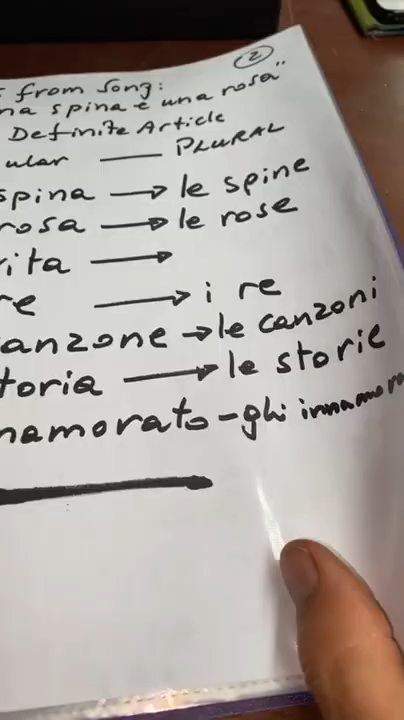 2
from Song:
na spina e una rosa"
Definite Article
ular — PLURAL
spina → le spine
rosa → le rose
ita →
re → i re
anzone → le canzoni
toria → le storie
namorato - gli innamora